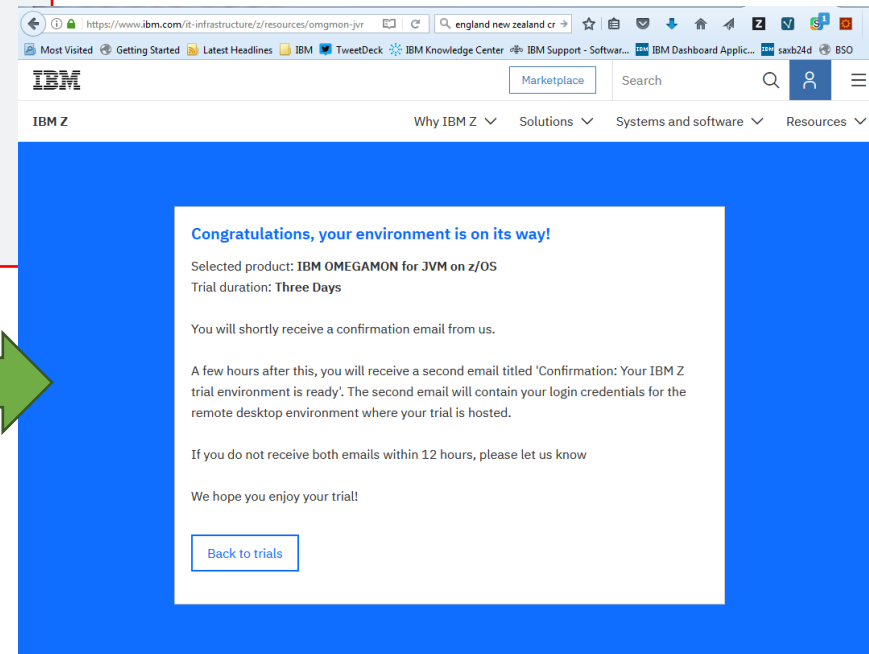 https://www.ibm.com/it-infrastructure/z/resources/omgmon-jvr england new zealand cr
Most Visited Getting Started Latest Headlines IBM TweetDeck IBM Knowledge Center IBM Support - Softwar... IBM Dashboard Applic... saxb24d BSO
IBM Marketplace Search
IBM Z Why IBM Z Solutions Systems and software Resources
Congratulations, your environment is on its way!
Selected product: IBM OMEGAMON for JVM on z/OS
Trial duration: Three Days
You will shortly receive a confirmation email from us.
A few hours after this, you will receive a second email titled 'Confirmation: Your IBM Z
trial environment is ready'. The second email will contain your login credentials for the
remote desktop environment where your trial is hosted.
If you do not receive both emails within 12 hours, please let us know
We hope you enjoy your trial!
Back to trials